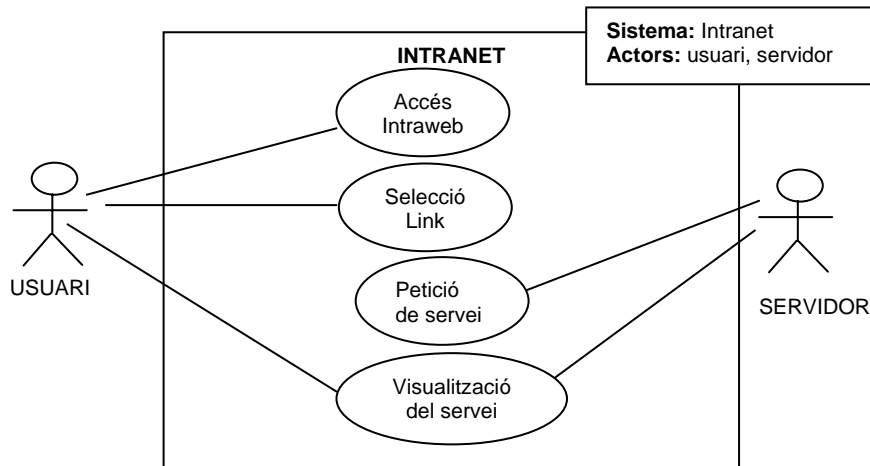 Sistema: Intranet
Actors: usuari, servidor
INTRANET
Accés
Intraweb
Selecció
Link
USUARI
Petició
de servei
SERVIDOR
Visualització
del servei